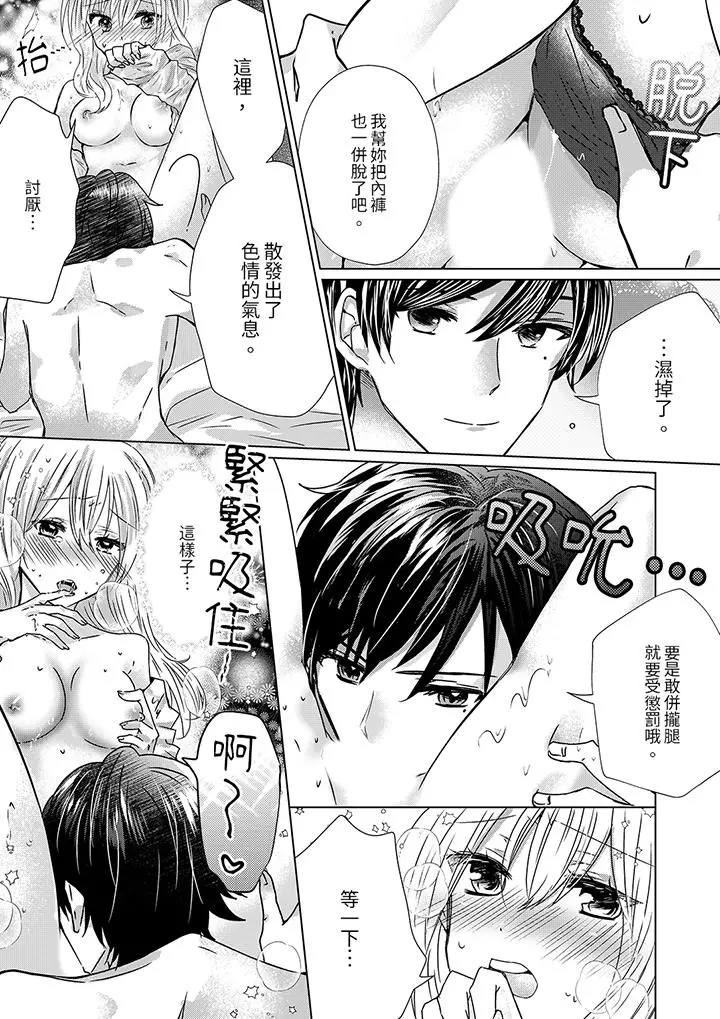 脫下
我幫妳把內褲
也一併脫了吧。
…濕掉了。
這裡，
散發出了
色情的氣息。
抬…
討厭…
吸吮…
要是敢併攏腿
就要受懲罰哦。
等一下…
緊緊吸住
這樣子…
啊～♡